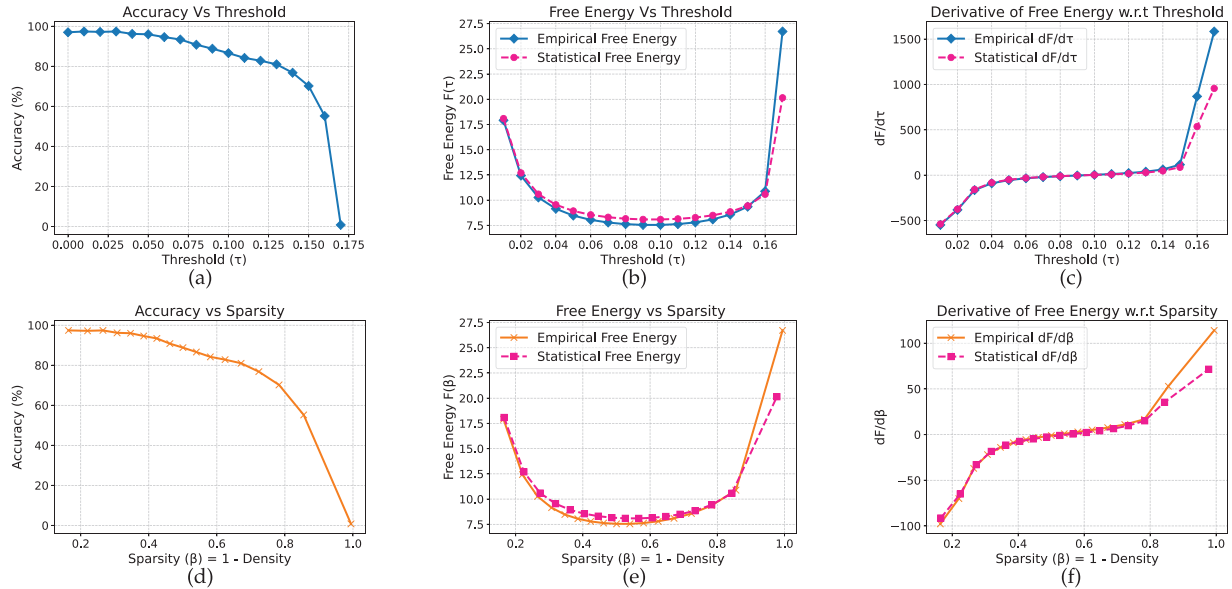 Accuracy Vs Threshold
100
80
60
40
20
0
Accuracy (%)
0.000 0.025 0.050 0.075 0.100 0.125 0.150 0.175
Threshold (τ)
(a)
Free Energy Vs Threshold
27.5
25.0
22.5
20.0
17.5
15.0
12.5
10.0
7.5
Free Energy F(τ)
Empirical Free Energy
Statistical Free Energy
0.02 0.04 0.06 0.08 0.10 0.12 0.14 0.16
Threshold (τ)
(b)
Derivative of Free Energy w.r.t Threshold
1500
1000
500
0
−500
dF/dτ
Empirical dF/dτ
Statistical dF/dτ
0.02 0.04 0.06 0.08 0.10 0.12 0.14 0.16
Threshold (τ)
(c)
Accuracy vs Sparsity
100
80
60
40
20
0
Accuracy (%)
0.2 0.4 0.6 0.8 1.0
Sparsity (β) = 1 - Density
(d)
Free Energy vs Sparsity
27.5
25.0
22.5
20.0
17.5
15.0
12.5
10.0
7.5
Free Energy F(β)
Empirical Free Energy
Statistical Free Energy
0.2 0.4 0.6 0.8 1.0
Sparsity (β) = 1 - Density
(e)
Derivative of Free Energy w.r.t Sparsity
100
50
0
−50
−100
dF/dβ
Empirical dF/dβ
Statistical dF/dβ
0.2 0.4 0.6 0.8 1.0
Sparsity (β) = 1 - Density
(f)